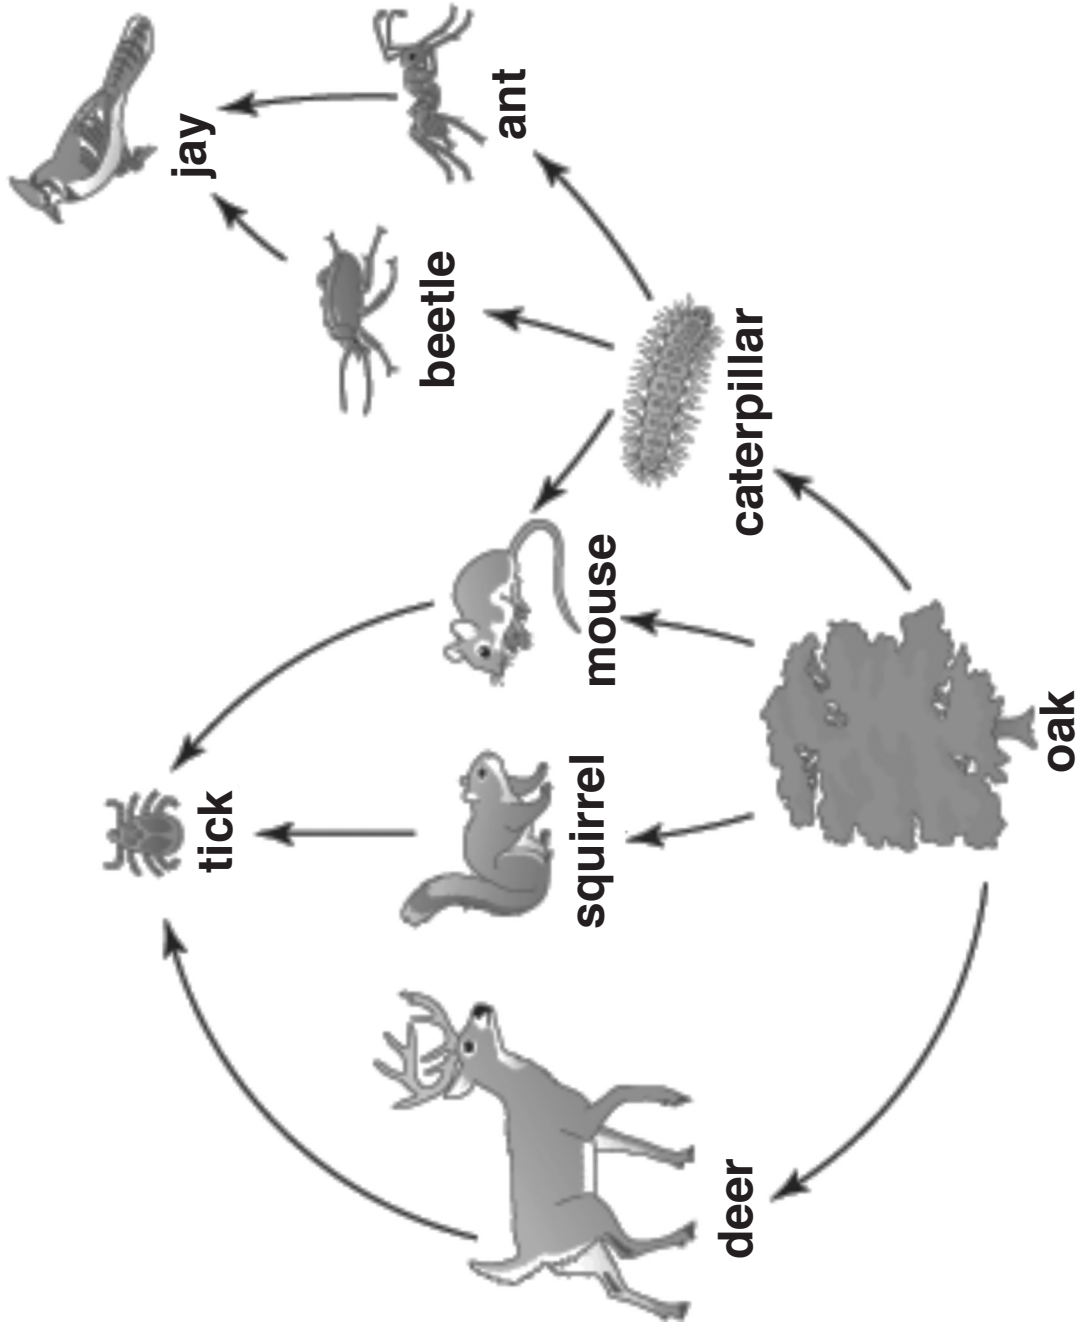 jay
ant
beetle
caterpillar
mouse
tick
squirrel
oak
deer